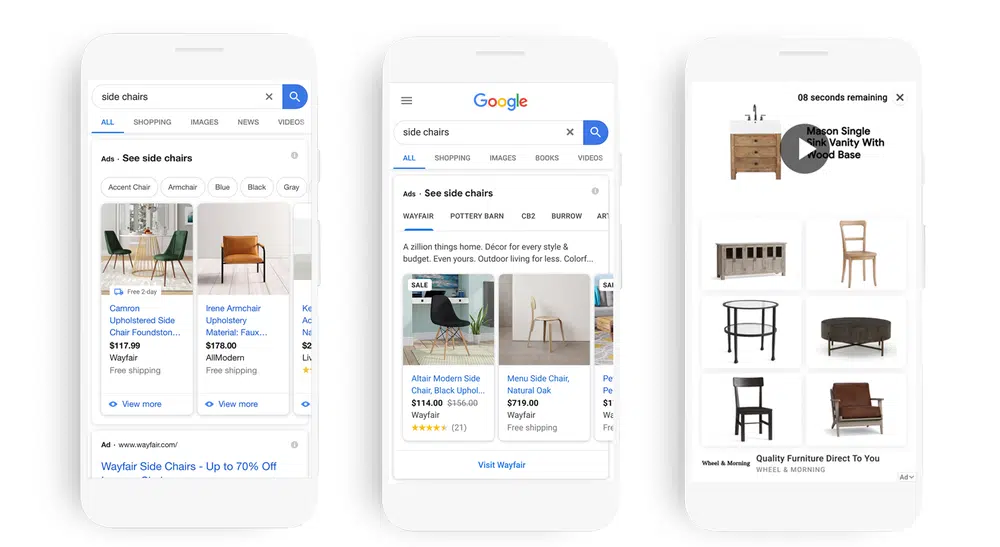 side chairs
ALL SHOPPING IMAGES NEWS VIDEOS
Ads · See side chairs
Accent Chair Armchair Blue Black Gray
Free 2-day
Camron
Upholstered Side
Chair Foundston...
$117.99
Wayfair
Free shipping
View more
Irene Armchair
Upholstery
Material: Faux...
$178.00
AllModern
Free shipping
View more
Ke
Ac
Na
$2
Liv
Ad · www.wayfair.com/
Wayfair Side Chairs - Up to 70% Off
Google
side chairs
ALL SHOPPING IMAGES BOOKS VIDEOS
Ads · See side chairs
WAYFAIR POTTERY BARN CB2 BURROW ART
A zillion things home. Décor for every style &
budget. Even yours. Outdoor living for less. Colorf...
SALE
Altair Modern Side
Chair, Black Uphol...
$114.00 $156.00
Wayfair
(21)
Menu Side Chair,
Natural Oak
$719.00
Wayfair
Free shipping
SAL
Pe
Pe
$17
Wa
Fre
Visit Wayfair
08 seconds remaining
Mason Single
Sink Vanity With
Wood Base
Wheel & Morning
Quality Furniture Direct To You
WHEEL & MORNING
Ad